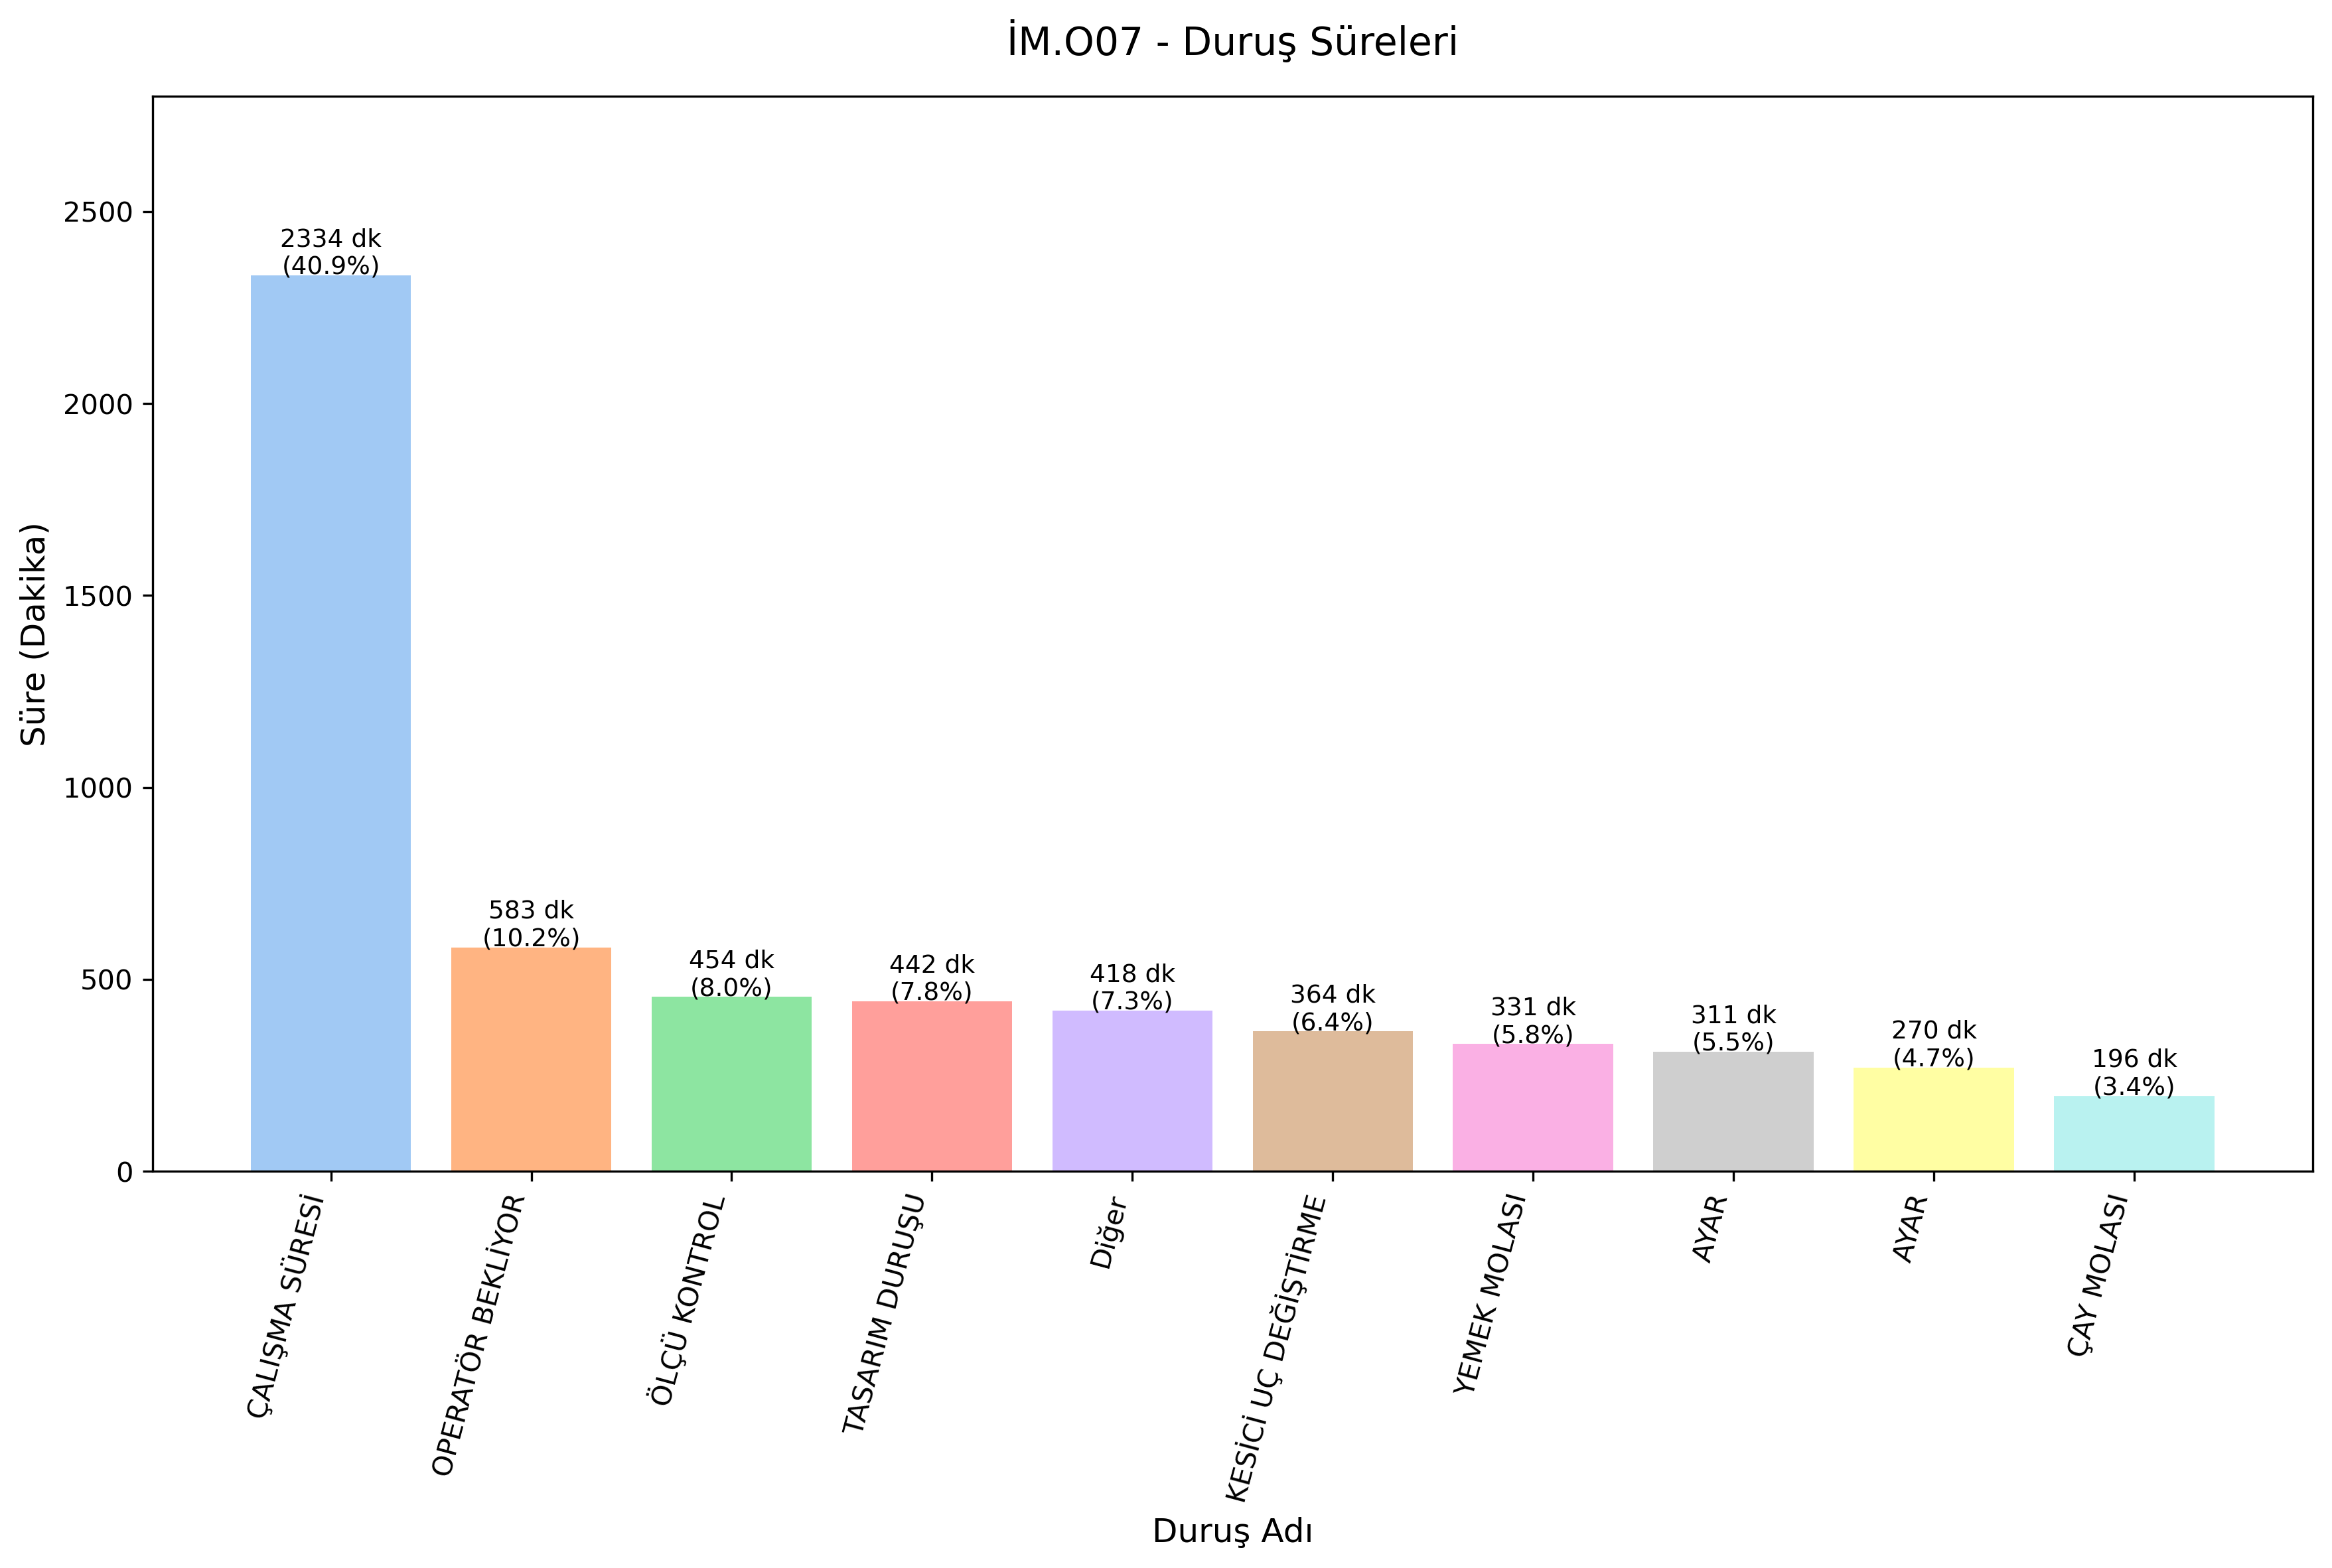 İM.O07 - Duruş Süreleri
Süre (Dakika)
2500
2000
1500
1000
500
0
2334 dk
(40.9%)
583 dk
(10.2%)
454 dk
(8.0%)
442 dk
(7.8%)
418 dk
(7.3%)
364 dk
(6.4%)
331 dk
(5.8%)
311 dk
(5.5%)
270 dk
(4.7%)
196 dk
(3.4%)
ÇALIŞMA SÜRESİ
OPERATÖR BEKLİYOR
ÖLÇÜ KONTROL
TASARIM DURUŞU
Diğer
KESİCİ UÇ DEĞİŞTİRME
YEMEK MOLASI
AYAR
AYAR
ÇAY MOLASI
Duruş Adı